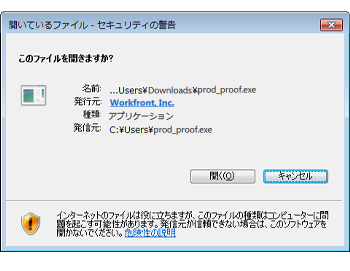 開いているファイル - セキュリティの警告
このファイルを開きますか?
名前: ...Users¥Downloads¥prod_proof.exe
発行元: Workfront, Inc.
種類: アプリケーション
発信元: C:¥Users¥prod_proof.exe
開く(O) キャンセル
インターネットのファイルは役に立ちますが、このファイルの種類はコンピューターに問
題を起こす可能性があります。発信元が信頼できない場合は、このソフトウェアを
開かないでください。危険性の説明